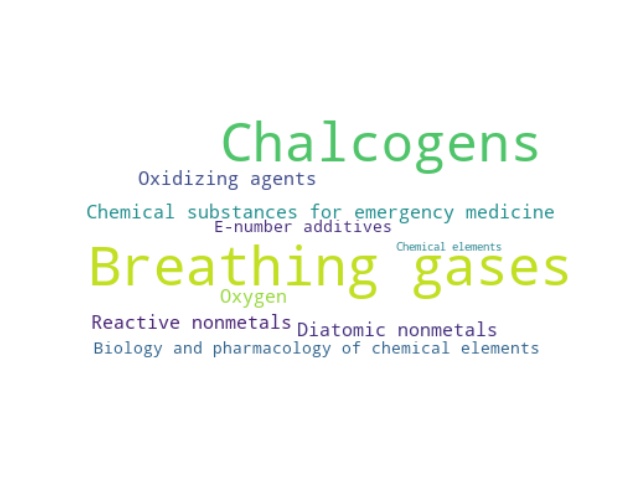 Chalcogens
Oxidizing agents
Chemical substances for emergency medicine
E-number additives
Chemical elements
Breathing gases
Oxygen
Reactive nonmetals
Diatomic nonmetals
Biology and pharmacology of chemical elements